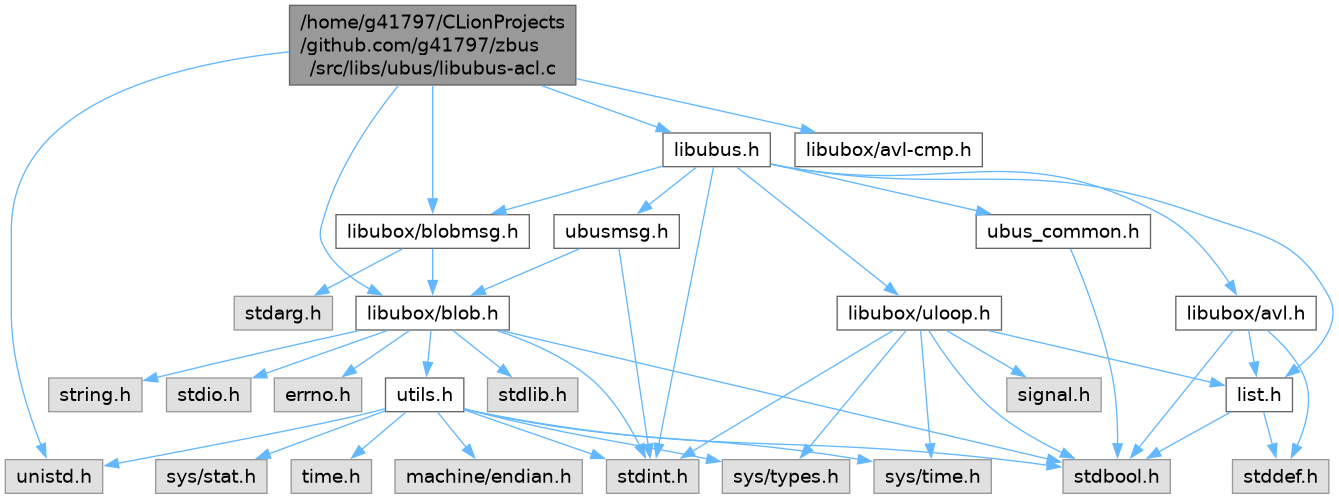 /home/g41797/CLionProjects
/github.com/g41797/zbus
/src/libs/ubus/libubus-acl.c
libubus.h
libubox/avl-cmp.h
libubox/blobmsg.h
ubusmsg.h
ubus_common.h
stdarg.h
libubox/blob.h
libubox/uloop.h
libubox/avl.h
string.h
stdio.h
errno.h
utils.h
stdlib.h
signal.h
list.h
unistd.h
sys/stat.h
time.h
machine/endian.h
stdint.h
sys/types.h
sys/time.h
stdbool.h
stddef.h